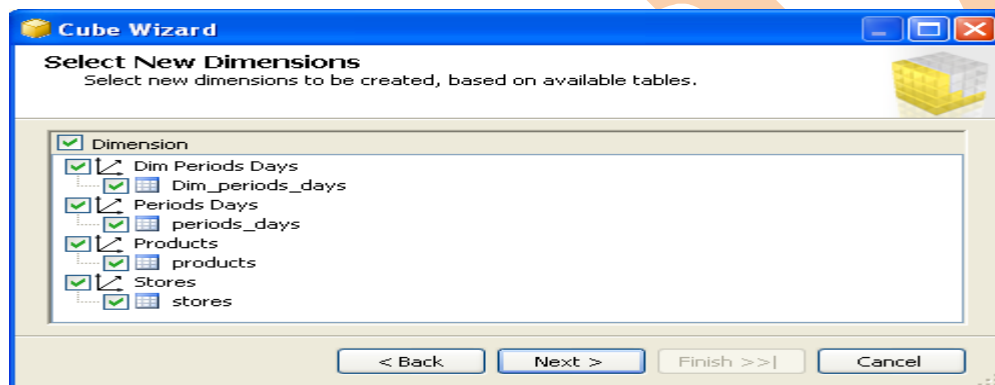 Cube Wizard
Select New Dimensions
Select new dimensions to be created, based on available tables.
Dimension
Dim Periods Days
Dim_periods_days
Periods Days
periods_days
Products
products
Stores
stores
< Back Next > Finish >>| Cancel